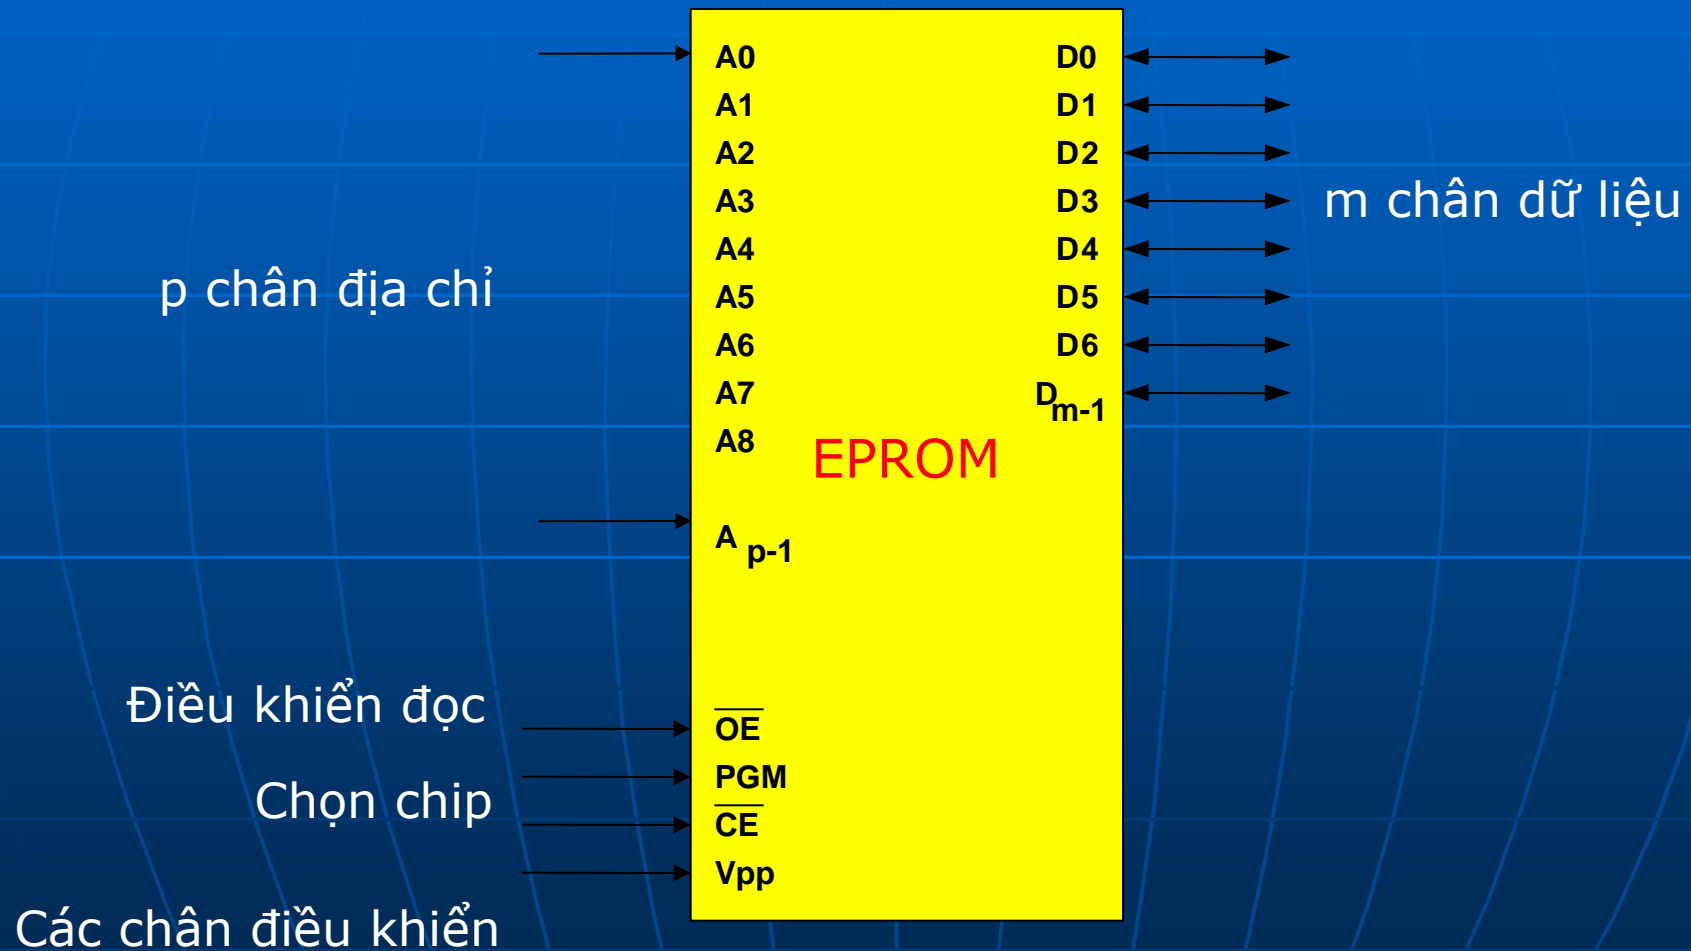 A0 D0
A1 D1
A2 D2
A3 D3
m chân dữ liệu
A4 D4
p chân địa chỉ
A5 D5
A6 D6
A7 Dm-1
A8
EPROM
A p-1
Điều khiển đọc
OE
PGM
Chọn chip
CE
Vpp
Các chân điều khiển